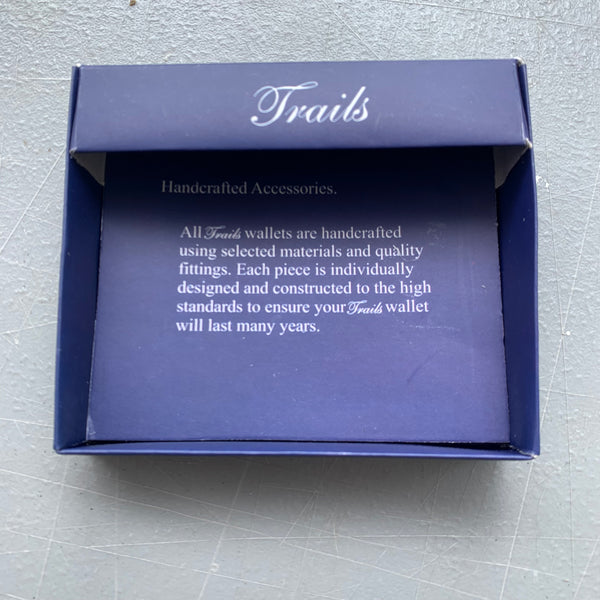 Trails
Handcrafted Accessories.
All Trails wallets are handcrafted
using selected materials and quality
fittings. Each piece is individually
designed and constructed to the high
standards to ensure your Trails wallet
will last many years.